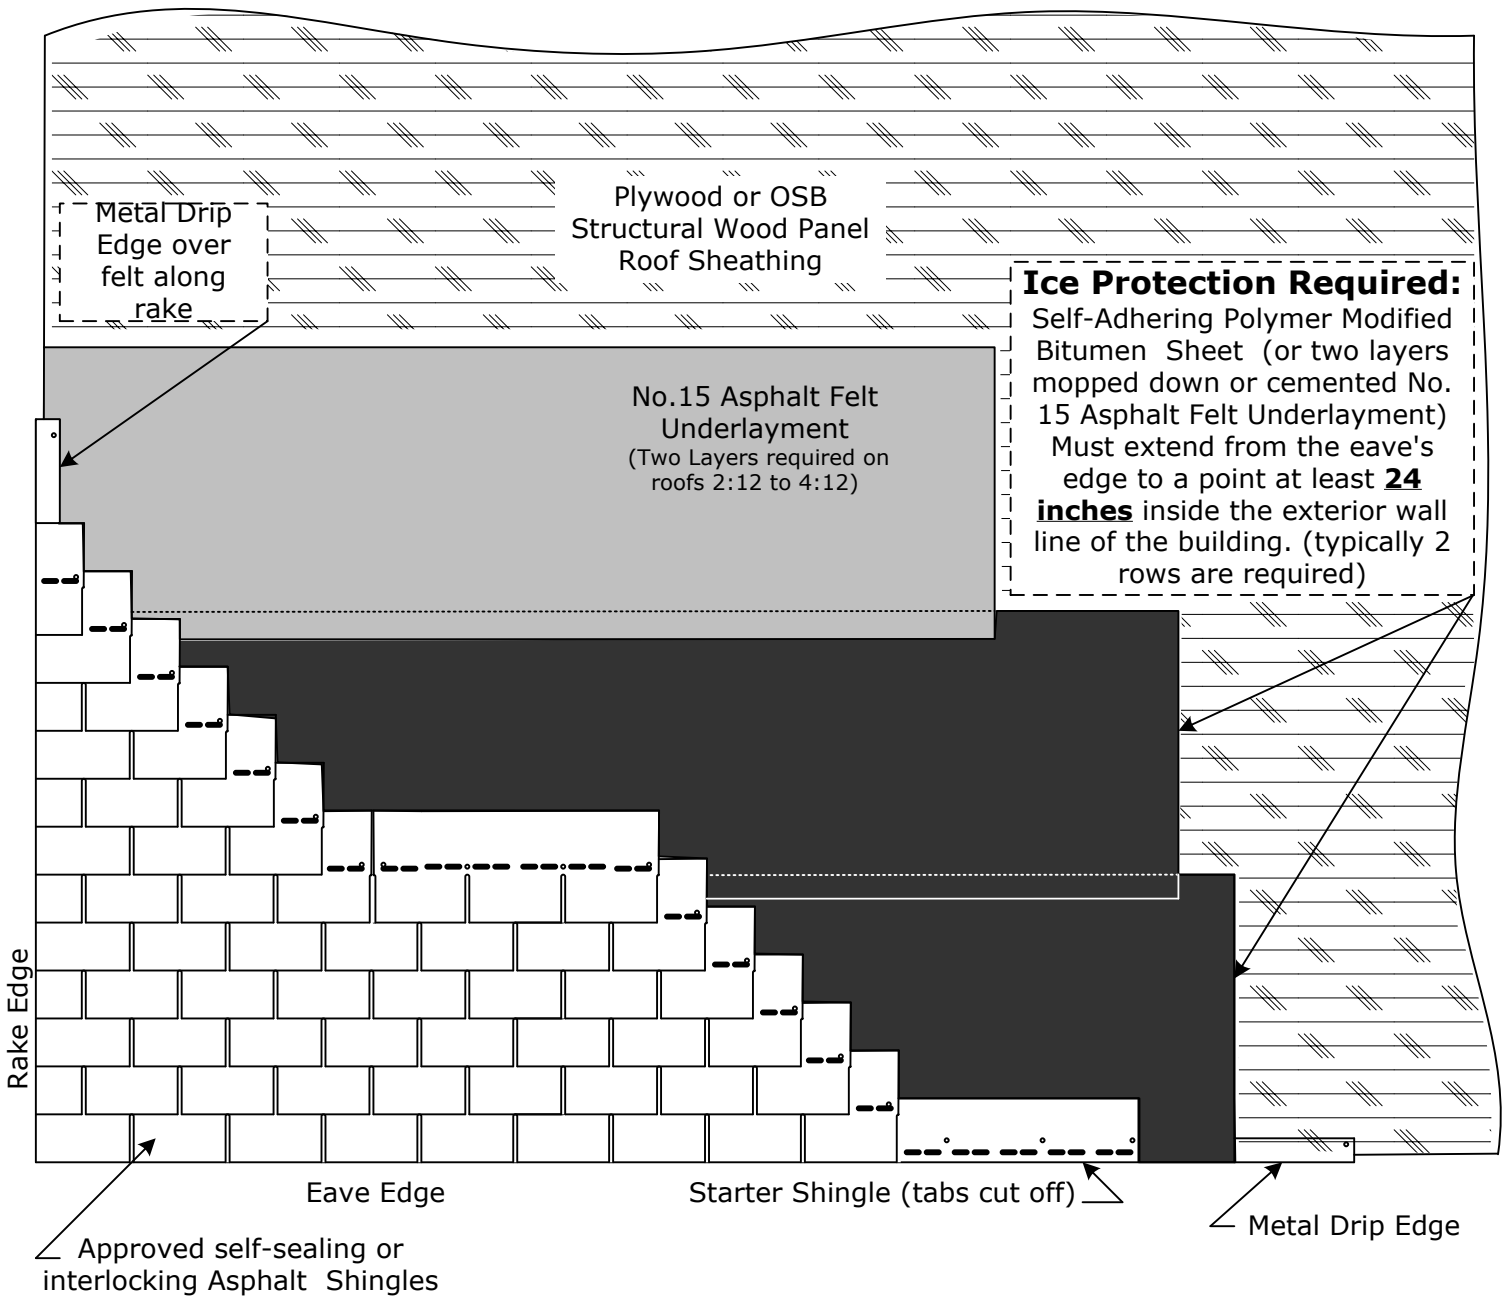 Plywood or OSB
Structural Wood Panel
Roof Sheathing
Metal Drip
Edge over
felt along
rake
Ice Protection Required:
Self-Adhering Polymer Modified
Bitumen Sheet (or two layers
mopped down or cemented No.
15 Asphalt Felt Underlayment)
Must extend from the eave's
edge to a point at least 24
inches inside the exterior wall
line of the building. (typically 2
rows are required)
No.15 Asphalt Felt
Underlayment
(Two Layers required on
roofs 2:12 to 4:12)
Rake Edge
Eave Edge
Starter Shingle (tabs cut off)
Metal Drip Edge
Approved self-sealing or
interlocking Asphalt Shingles